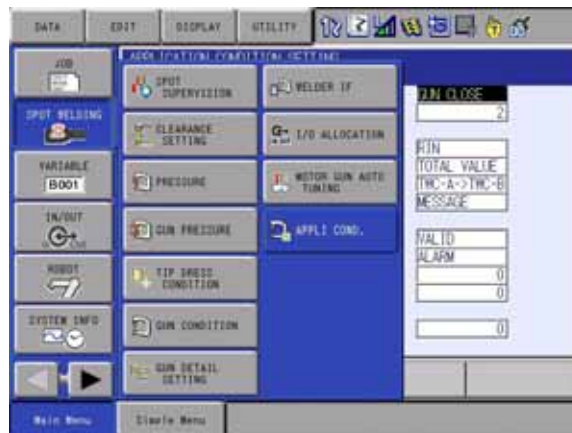 DATA
EDIT
DISPLAY
UTILITY
JOB
SPOT WELDING
VARIABLE
B001
IN/OUT
ROBOT
SYSTEM INFO
APPLICATION CONDITION SETTING
SPOT
SUPERVISION
CLEARANCE
SETTING
PRESSURE
GUN PRESSURE
TIP DRESS
CONDITION
GUN CONDITION
GUN DETAIL
SETTING
WELDER IF
I/O ALLOCATION
MOTOR GUN AUTO
TUNING
APPLI COND.
GUN CLOSE
2
RIN
TOTAL VALUE
TWC-A->TWC-B
MESSAGE
VALID
ALARM
0
0
0
Main Menu
Simple Menu